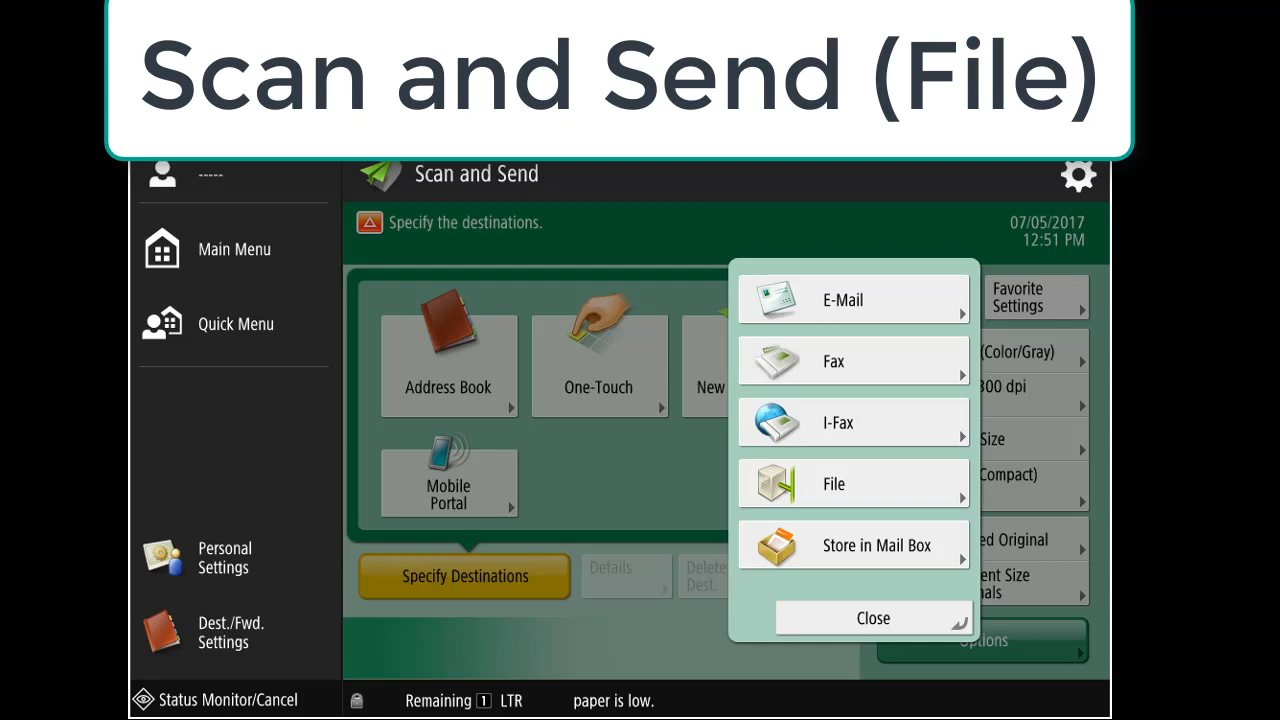 Scan and Send (File)
-----
Scan and Send
Specify the destinations.
07/05/2017
12:51 PM
Main Menu
Quick Menu
Address Book
One-Touch
New
Mobile
Portal
E-Mail
Fax
I-Fax
File
Store in Mail Box
Close
Favorite
Settings
(Color/Gray)
300 dpi
Size
Compact)
ed Original
ent Size
nals
Options
Specify Destinations
Details
Delete
Dest.
Personal
Settings
Dest./Fwd.
Settings
Status Monitor/Cancel
Remaining 1 LTR paper is low.